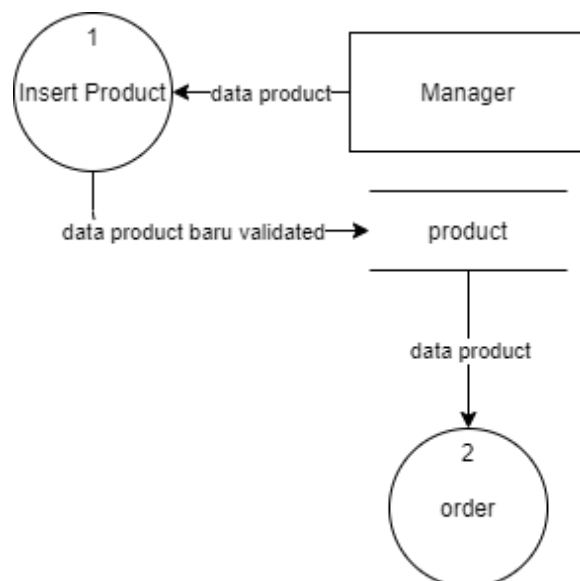 1
Insert Product
data product
Manager
data product baru validated
product
data product
2
order